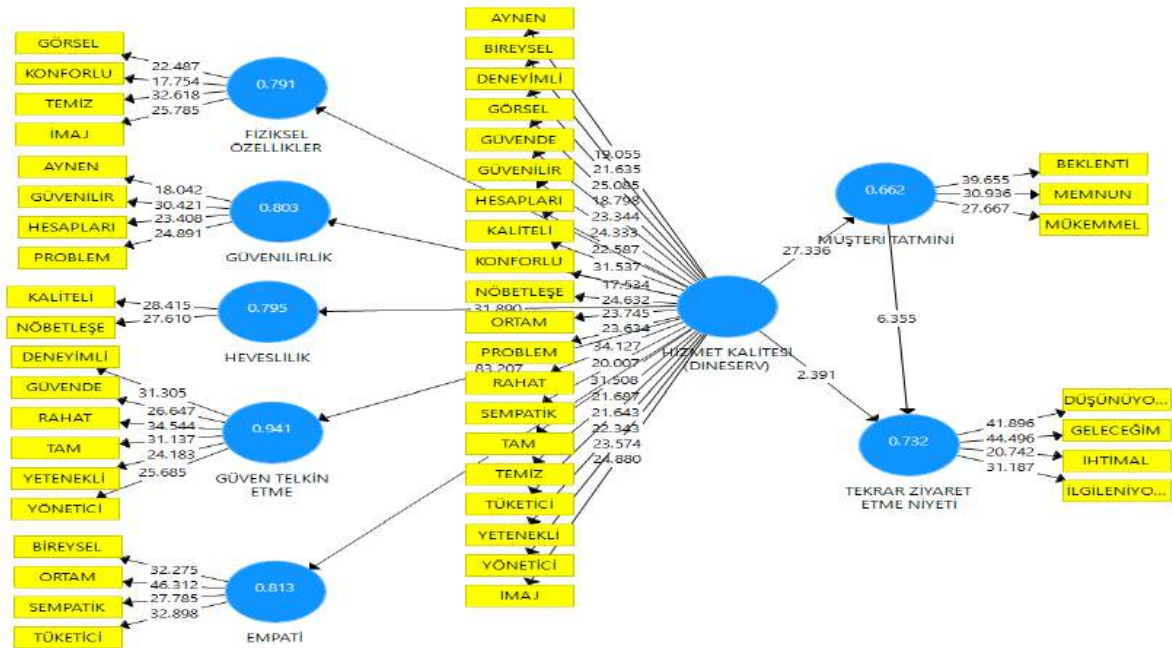 GÖRSEL
KONFORLU
TEMİZ
İMAJ
22.487
17.754
32.618
25.785
0.791
FİZİKSEL
ÖZELLİKLER
AYNEN
GÜVENİLİR
HESAPLARI
PROBLEM
18.042
30.421
23.408
24.891
0.803
GÜVENİLİRLİK
KALİTELİ
NÖBETLEŞE
28.415
27.610
0.795
HEVESLİLİK
DENEYİMLİ
GÜVENDE
RAHAT
TAM
YETENEKLİ
YÖNETİCİ
31.305
26.647
34.544
31.137
24.183
25.685
0.941
GÜVEN TELKİN
ETME
BİREYSEL
ORTAM
SEMPATİK
TÜKETİCİ
32.275
46.312
27.785
32.898
0.813
EMPATİ
AYNEN
BİREYSEL
DENEYİMLİ
GÖRSEL
GÜVENDE
GÜVENİLİR
HESAPLARI
KALİTELİ
KONFORLU
NÖBETLEŞE
ORTAM
PROBLEM
RAHAT
SEMPATİK
TAM
TEMİZ
TÜKETİCİ
YETENEKLİ
YÖNETİCİ
İMAJ
19.055
21.635
25.085
18.798
23.344
24.333
22.587
31.537
17.534
24.632
31.890
23.745
23.634
34.127
83.207
20.007
31.508
21.687
21.643
22.343
23.574
24.880
HİZMET KALİTESİ
(DINESERV)
27.336
2.391
6.355
0.662
MÜŞTERİ TATMİNİ
39.655
30.936
27.667
BEKLENTİ
MEMNUN
MÜKEMMEL
0.732
TEKRAR ZİYARET
ETME NİYETİ
41.896
44.496
20.742
31.187
DÜŞÜNÜYO...
GELECEĞİM
İHTİMAL
İLGİLENİYO...